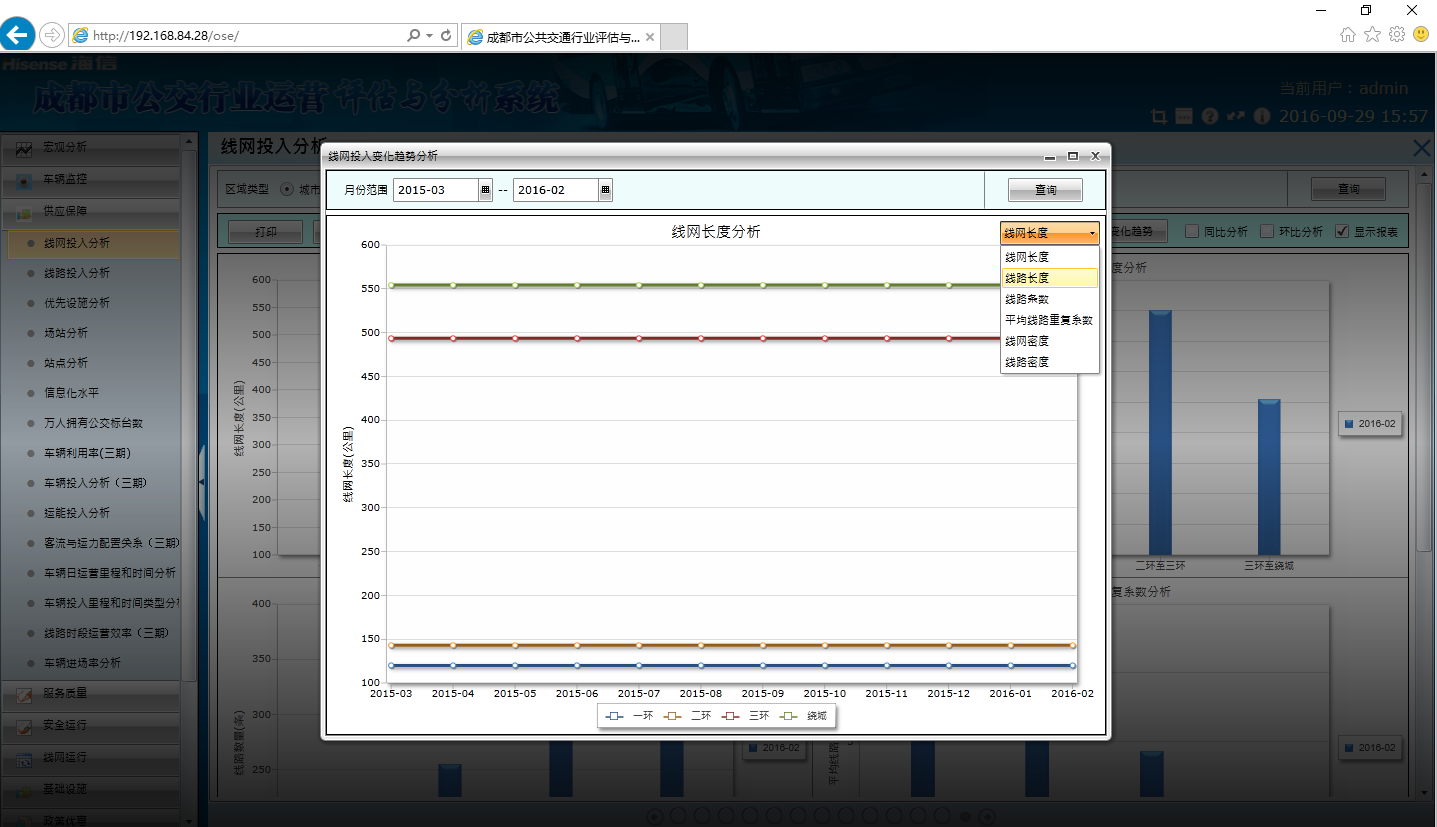 http://192.168.84.28/ose/
成都市公共交通行业评估与...
Hisense 海信
成都市公交行业运营评估与分析系统
当前用户：admin
2016-09-29 15:57
宏观分析
车辆监控
供应保障
线网投入分析
线路投入分析
优先设施分析
场站分析
站点分析
信息化水平
万人拥有公交标台数
车辆利用率(三期)
车辆投入分析（三期）
运能投入分析
客流与运力配置关系（三期）
车辆日运营里程和时间分析
车辆投入里程和时间类型分析
线路时段运营效率（三期）
车辆进场率分析
服务质量
安全运行
线网运行
基础设施
政策优惠
线网投入分析
区域类型
城市
查询
打印
变化趋势
同比分析
环比分析
显示报表
线网投入变化趋势分析
月份范围
2015-03
--
2016-02
查询
线网长度分析
线网长度
线网长度
线路长度
线路条数
平均线路重复系数
线网密度
线路密度
线网长度(公里)
600
550
500
450
400
350
300
250
200
150
100
2015-03 2015-04 2015-05 2015-06 2015-07 2015-08 2015-09 2015-10 2015-11 2015-12 2016-01 2016-02
一环 二环 三环 绕城
线网长度(公里)
600
550
500
450
400
350
300
250
200
150
100
度分析
2016-02
二环至三环 三环至绕城
线路数量(条)
400
350
300
250
2016-02
平均线路
复系数分析
2016-02